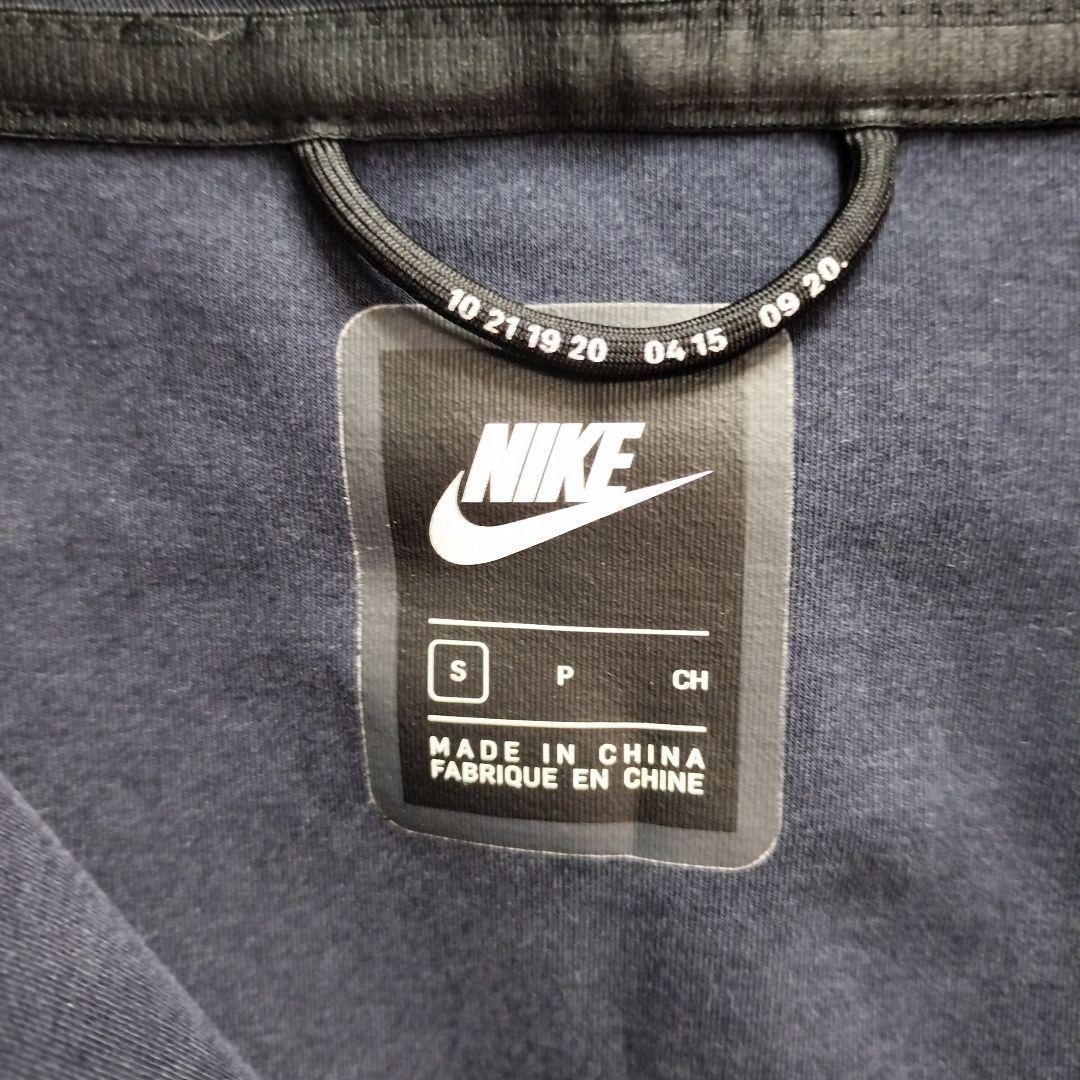 10 21 19 20 04 15 09 20.
NIKE
S P CH
MADE IN CHINA
FABRIQUE EN CHINE